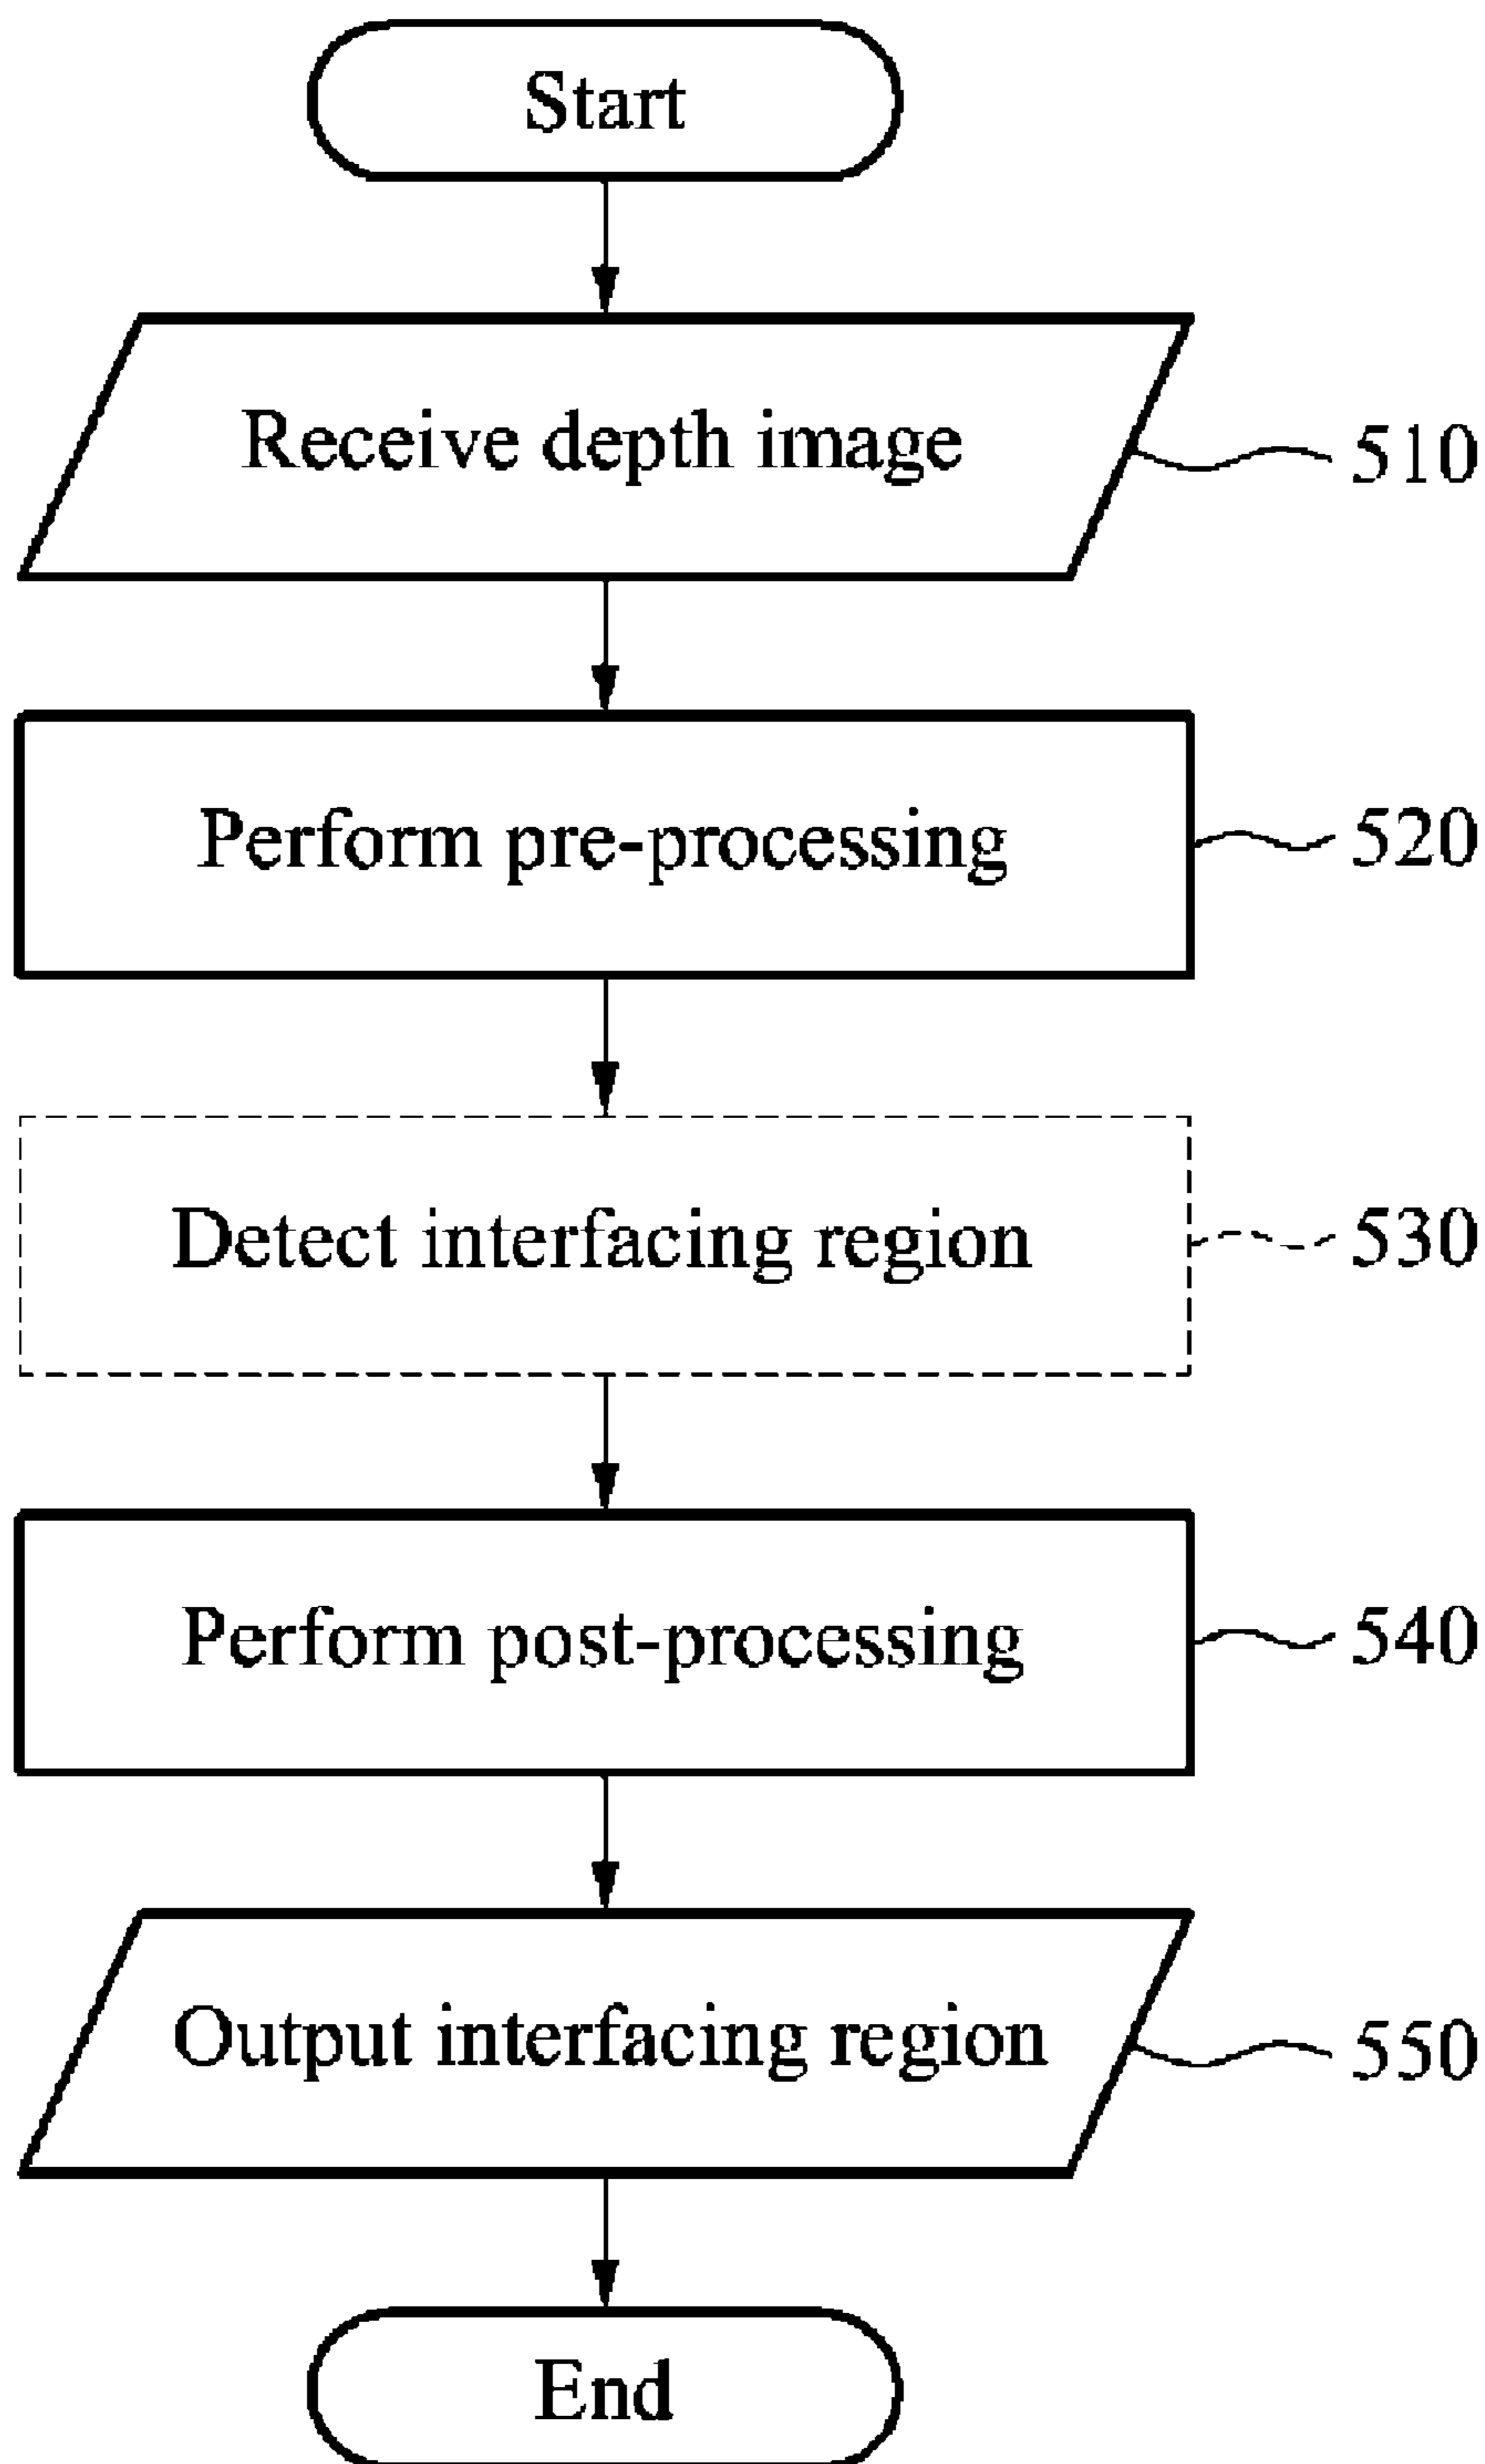 Start
Receive depth image
510
Perform pre-processing
520
Detect interfacing region
530
Perform post-processing
540
Output interfacing region
550
End